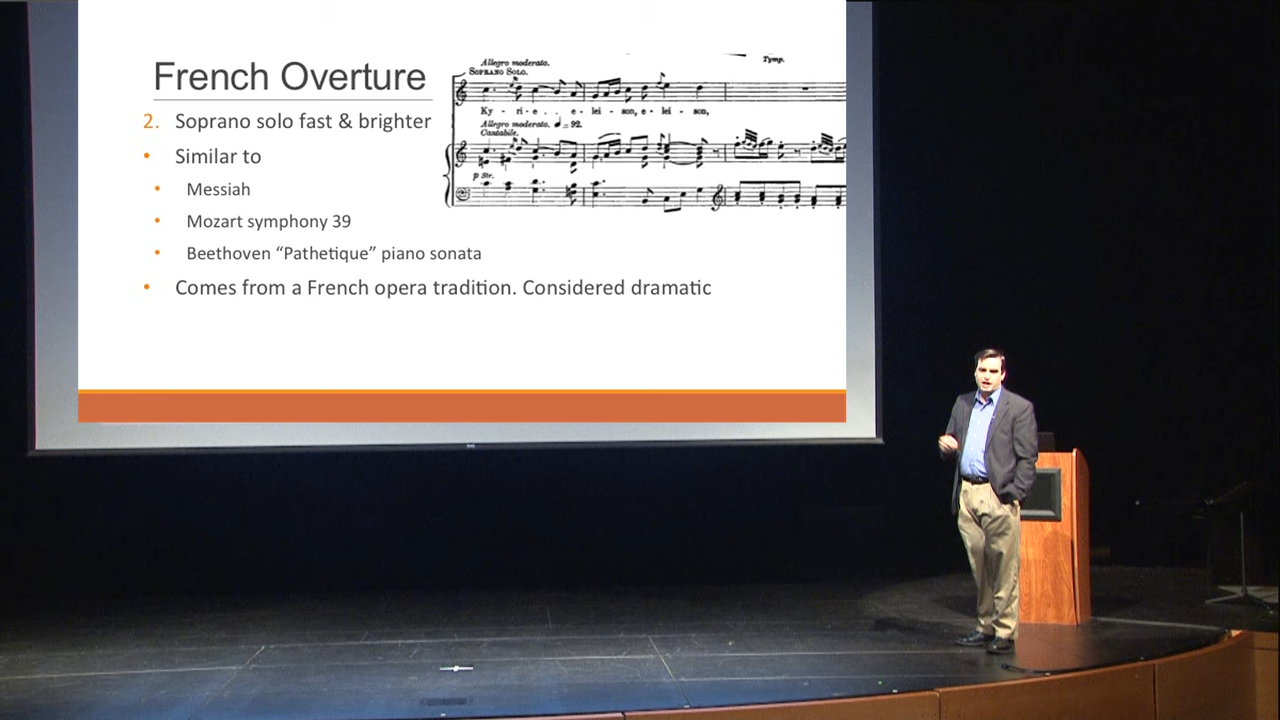 French Overture
2. Soprano solo fast & brighter
• Similar to
• Messiah
• Mozart symphony 39
• Beethoven “Pathetique” piano sonata
• Comes from a French opera tradition. Considered dramatic
Allegro moderato.
Tymp.
SOPRANO SOLO.
Ky - ri - e . . e - lei - son, e - lei - son,
Allegro moderato. ♩ = 92.
Cantabile.
p Str.